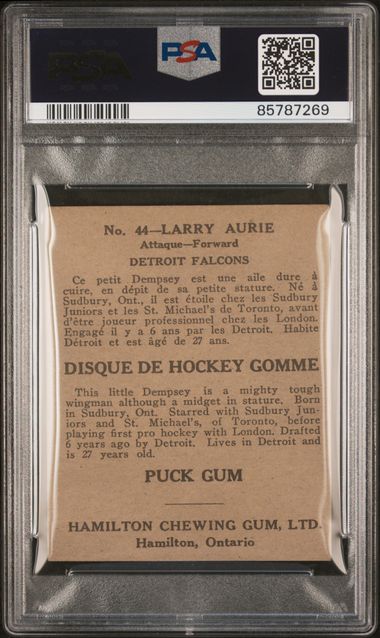 PSA
PSA
85787269
No. 44—LARRY AURIE
Attaque—Forward
DETROIT FALCONS
Ce petit Dempsey est une aile dure à
cuire, en dépit de sa petite stature. Né à
Sudbury, Ont., il est étoile chez les Sudbury
Juniors et les St. Michael's de Toronto, avant
d'être joueur professionnel chez les London.
Engagé il y a 6 ans par les Detroit. Habite
Détroit et est âgé de 27 ans.
DISQUE DE HOCKEY GOMME
This little Dempsey is a mighty tough
wingman although a midget in stature. Born
in Sudbury, Ont. Starred with Sudbury Jun-
iors and St. Michael's, of Toronto, before
playing first pro hockey with London. Drafted
6 years ago by Detroit. Lives in Detroit and
is 27 years old.
PUCK GUM
HAMILTON CHEWING GUM, LTD.
Hamilton, Ontario